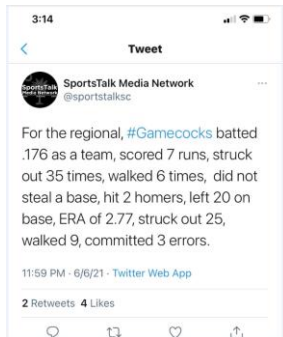 3:14
Tweet
SportsTalk
Media Network
SportsTalk Media Network
@sportstalksc
For the regional, #Gamecocks batted
.176 as a team, scored 7 runs, struck
out 35 times, walked 6 times, did not
steal a base, hit 2 homers, left 20 on
base, ERA of 2.77, struck out 25,
walked 9, committed 3 errors.
11:59 PM · 6/6/21 · Twitter Web App
2 Retweets 4 Likes